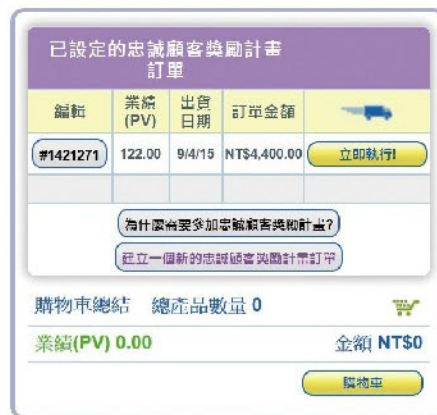 已設定的忠誠顧客獎勵計畫
訂單
編輯 業績 (PV) 出貨日期 訂單金額
#1421271 122.00 9/4/15 NT$4,400.00 立即執行!
為什麼需要參加忠誠顧客獎勵計畫?
建立一個新的忠誠顧客獎勵計畫訂單
購物車總結 總產品數量 0
業績(PV) 0.00 金額 NT$0
購物車